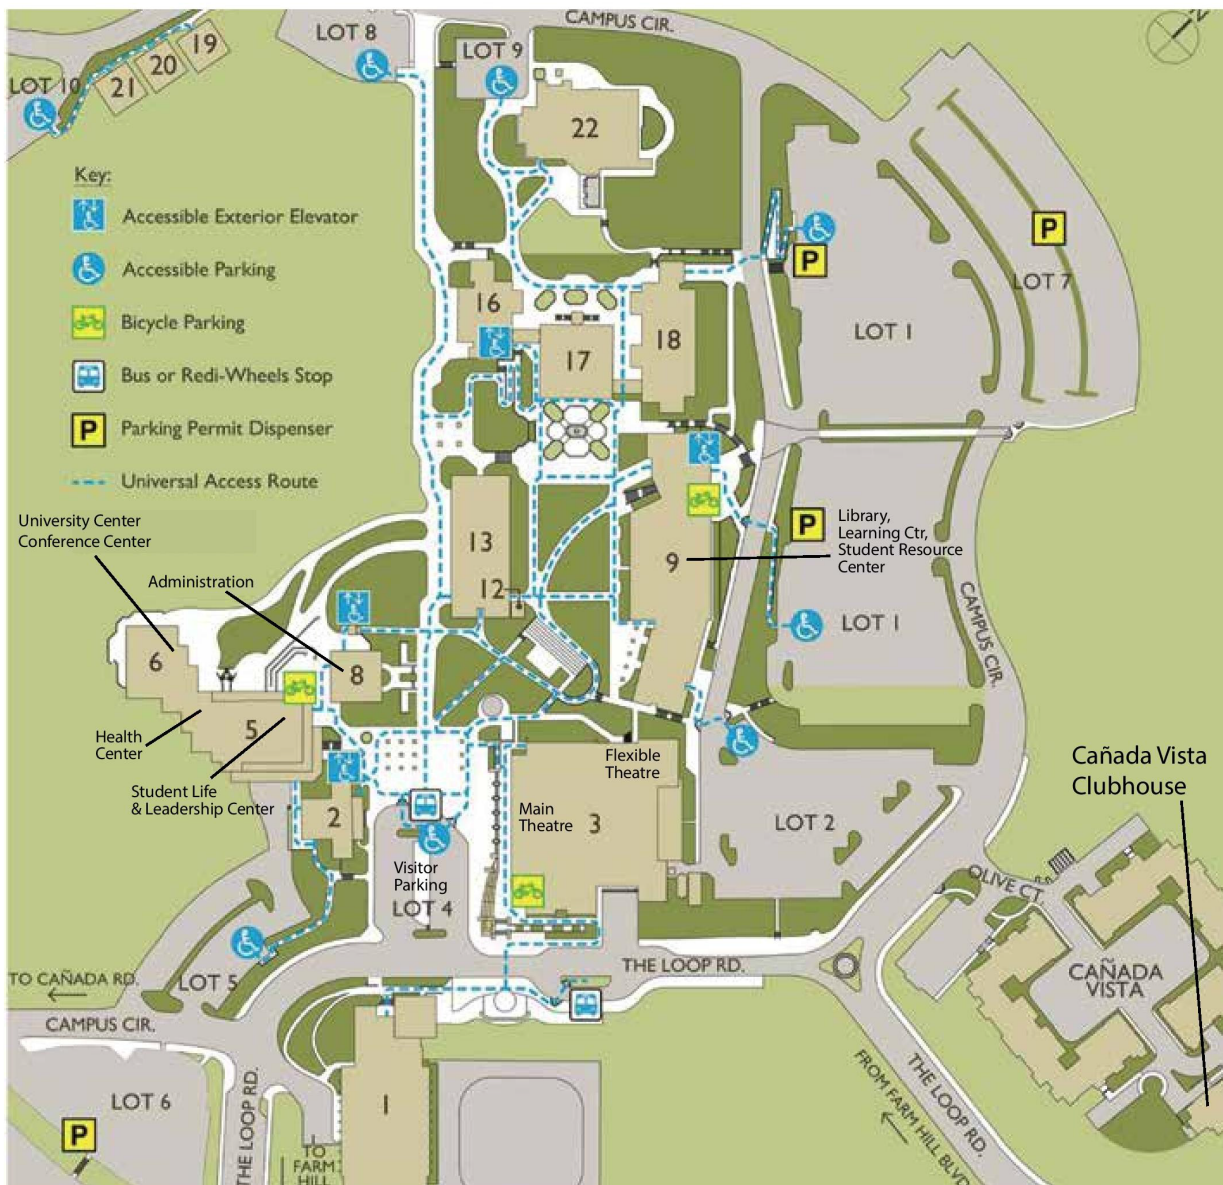 CAMPUS CIR.
LOT 8
LOT 9
19
20
21
LOT 10
22
Key:
Accessible Exterior Elevator
Accessible Parking
Bicycle Parking
Bus or Redi-Wheels Stop
P
Parking Permit Dispenser
Universal Access Route
P
P
LOT 7
LOT 1
16
17
18
University Center
Conference Center
Administration
13
12
9
P
Library,
Learning Ctr,
Student Resource
Center
LOT 1
CAMPUS CIR.
6
8
5
Health
Center
Student Life
& Leadership Center
2
Flexible
Theatre
Main
Theatre
3
LOT 2
Cañada Vista
Clubhouse
Visitor
Parking
LOT 4
OLIVE CT.
CAÑADA
VISTA
THE LOOP RD.
TO CAÑADA RD.
LOT 5
CAMPUS CIR.
LOT 6
P
THE LOOP RD.
TO
FARM
HILL
1
FROM FARM HILL BLVD
THE LOOP RD.